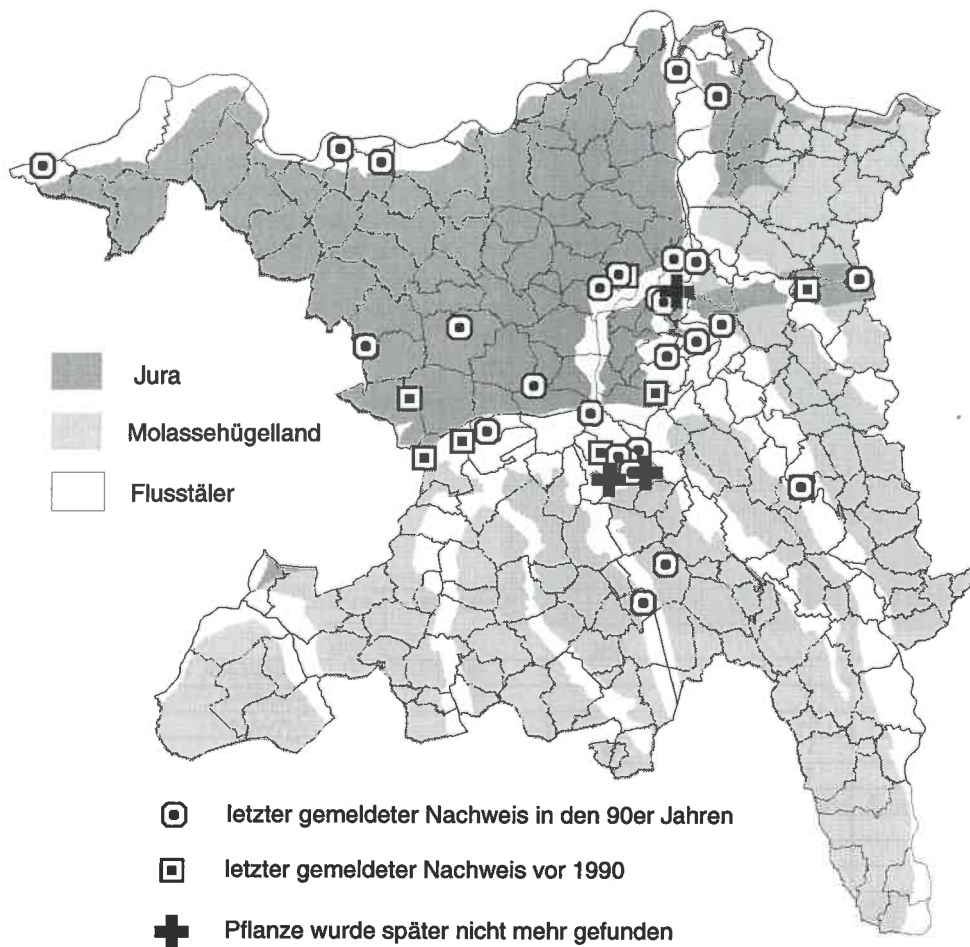 Jura
Molassehügelland
Flusstäler
letzter gemeldeter Nachweis in den 90er Jahren
letzter gemeldeter Nachweis vor 1990
Pflanze wurde später nicht mehr gefunden